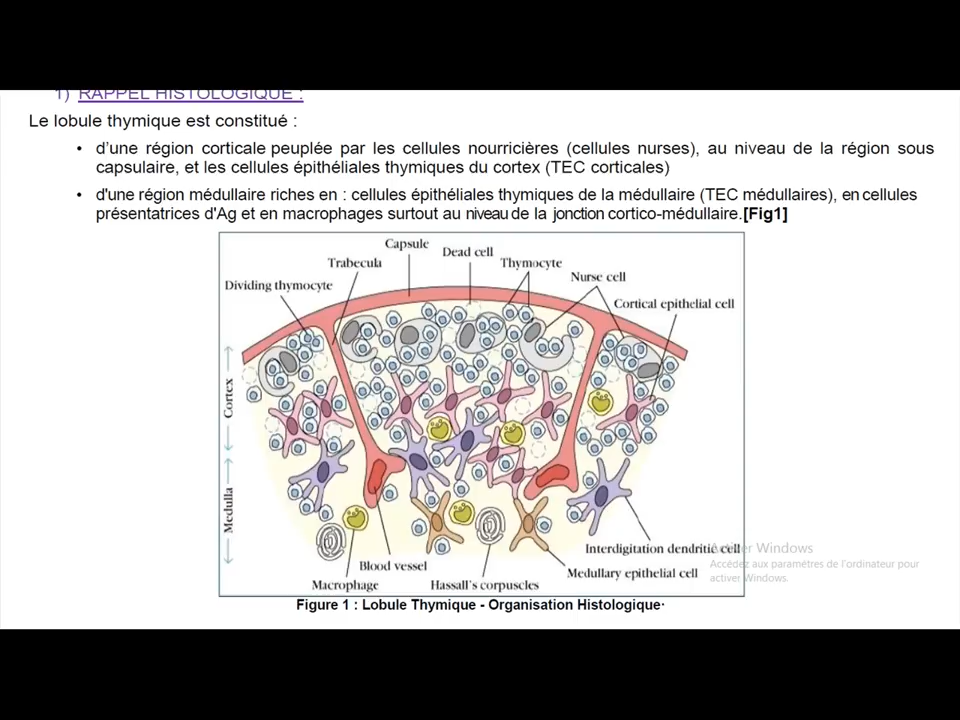 1) RAPPEL HISTOLOGIQUE :
Le lobule thymique est constitué :
• d'une région corticale peuplée par les cellules nourricières (cellules nurses), au niveau de la région sous
capsulaire, et les cellules épithéliales thymiques du cortex (TEC corticales)
• d'une région médullaire riches en : cellules épithéliales thymiques de la médullaire (TEC médullaires), en cellules
présentatrices d'Ag et en macrophages surtout au niveau de la jonction cortico-médullaire.[Fig1]
Capsule
Dead cell
Trabecula
Thymocyte
Nurse cell
Dividing thymocyte
Cortical epithelial cell
Cortex
Medulla
Interdigitation dendritic cell
Blood vessel
Medullary epithelial cell
Macrophage
Hassall's corpuscles
Activer Windows
Accédez aux paramètres de l'ordinateur pour
activer Windows.
Figure 1 : Lobule Thymique - Organisation Histologique·